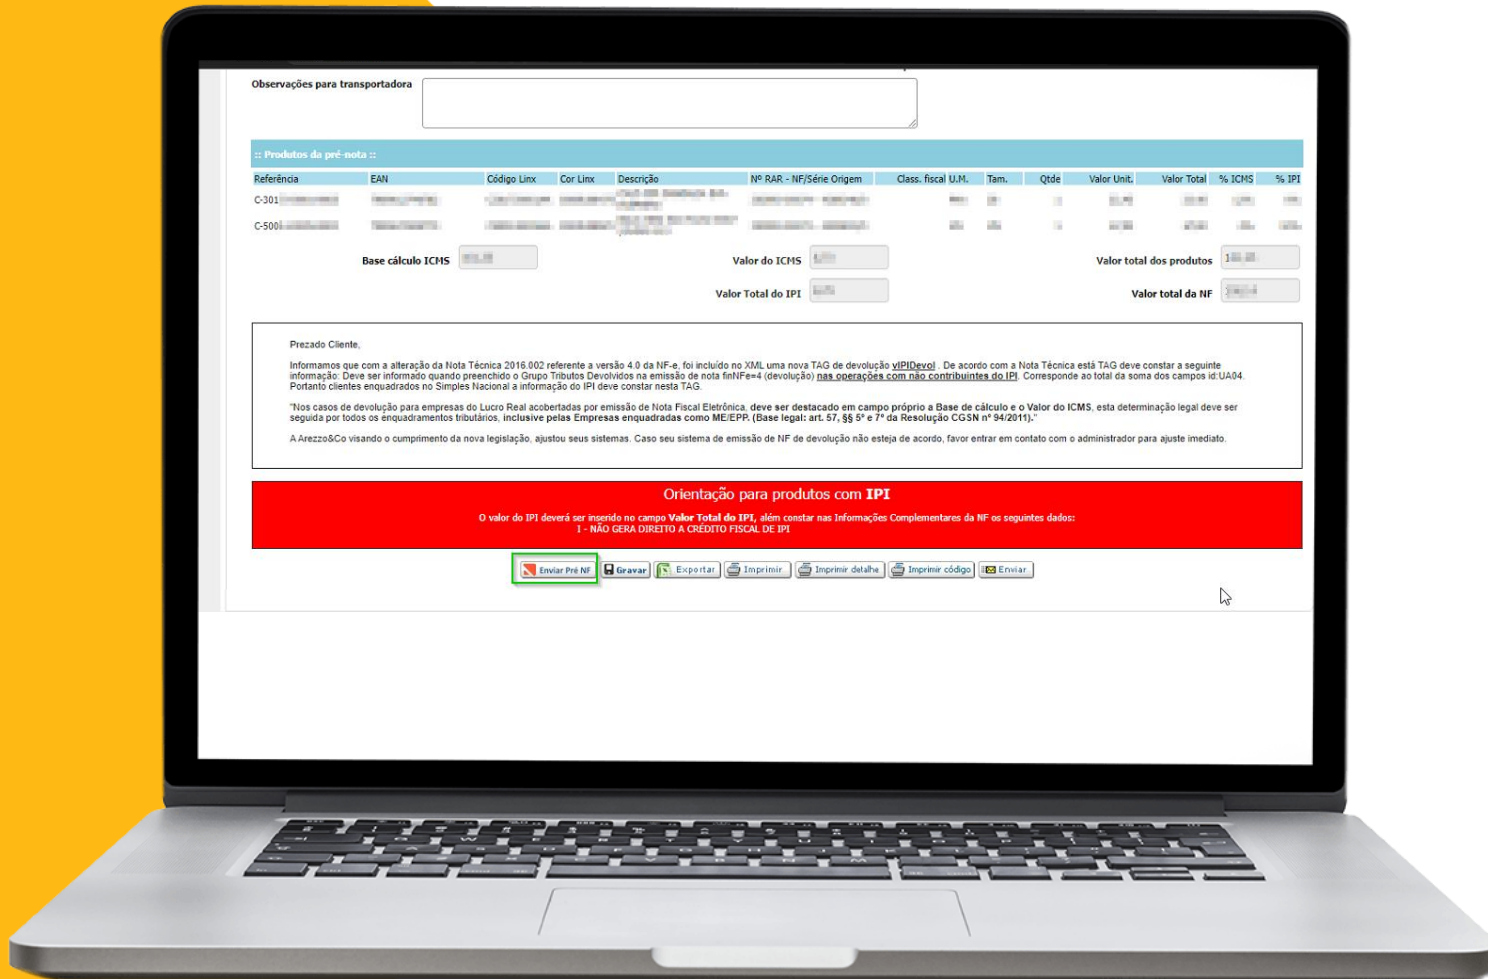 Observações para transportadora
:: Produtos da pré-nota ::
Referência EAN Código Linx Cor Linx Descrição Nº RAR - NF/Série Origem Class. fiscal U.M. Tam. Qtde Valor Unit. Valor Total % ICMS % IPI
C-301
C-500
Base cálculo ICMS Valor do ICMS Valor total dos produtos
Valor Total do IPI Valor total da NF
Prezado Cliente,
Informamos que com a alteração da Nota Técnica 2016.002 referente a versão 4.0 da NF-e, foi incluído no XML uma nova TAG de devolução vIPIDevol . De acordo com a Nota Técnica está TAG deve constar a seguinte
informação: Deve ser informado quando preenchido o Grupo Tributos Devolvidos na emissão de nota finNFe=4 (devolução) nas operações com não contribuintes do IPI. Corresponde ao total da soma dos campos id:UA04.
Portanto clientes enquadrados no Simples Nacional a informação do IPI deve constar nesta TAG.
"Nos casos de devolução para empresas do Lucro Real acobertadas por emissão de Nota Fiscal Eletrônica, deve ser destacado em campo próprio a Base de cálculo e o Valor do ICMS, esta determinação legal deve ser
seguida por todos os enquadramentos tributários, inclusive pelas Empresas enquadradas como ME/EPP. (Base legal: art. 57, §§ 5º e 7º da Resolução CGSN nº 94/2011)."
A Arezzo&Co visando o cumprimento da nova legislação, ajustou seus sistemas. Caso seu sistema de emissão de NF de devolução não esteja de acordo, favor entrar em contato com o administrador para ajuste imediato.
Orientação para produtos com IPI
O valor do IPI deverá ser inserido no campo Valor Total do IPI, além constar nas Informações Complementares da NF os seguintes dados:
I - NÃO GERA DIREITO A CRÉDITO FISCAL DE IPI
Enviar Pré NF Gravar Exportar Imprimir Imprimir detalhe Imprimir código Enviar